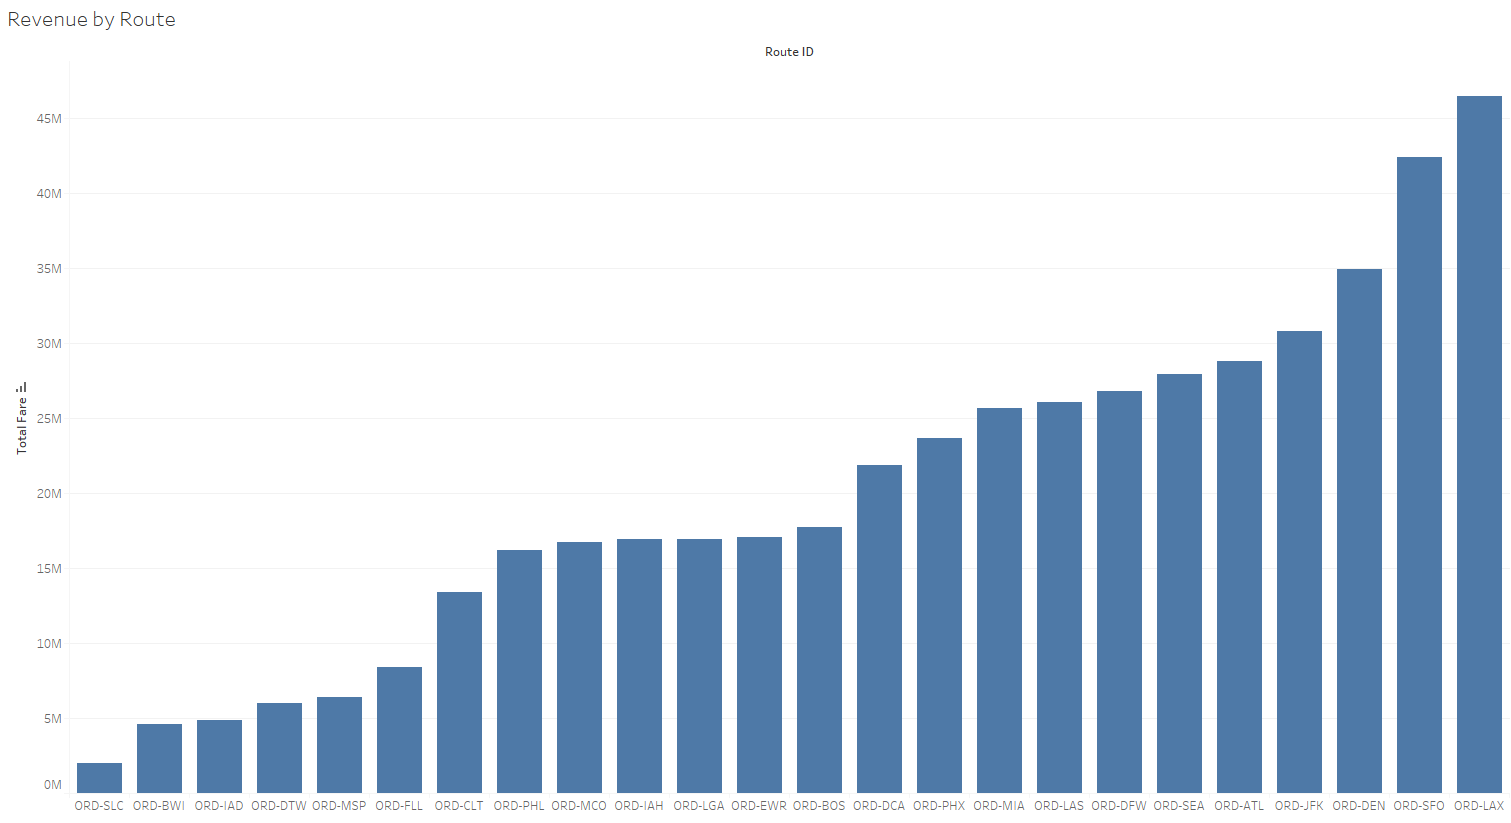 Revenue by Route
Route ID
Total Fare
45M
40M
35M
30M
25M
20M
15M
10M
5M
0M
ORD-SLC ORD-BWI ORD-IAD ORD-DTW ORD-MSP ORD-FLL ORD-CLT ORD-PHL ORD-MCO ORD-IAH ORD-LGA ORD-EWR ORD-BOS ORD-DCA ORD-PHX ORD-MIA ORD-LAS ORD-DFW ORD-SEA ORD-ATL ORD-JFK ORD-DEN ORD-SFO ORD-LAX